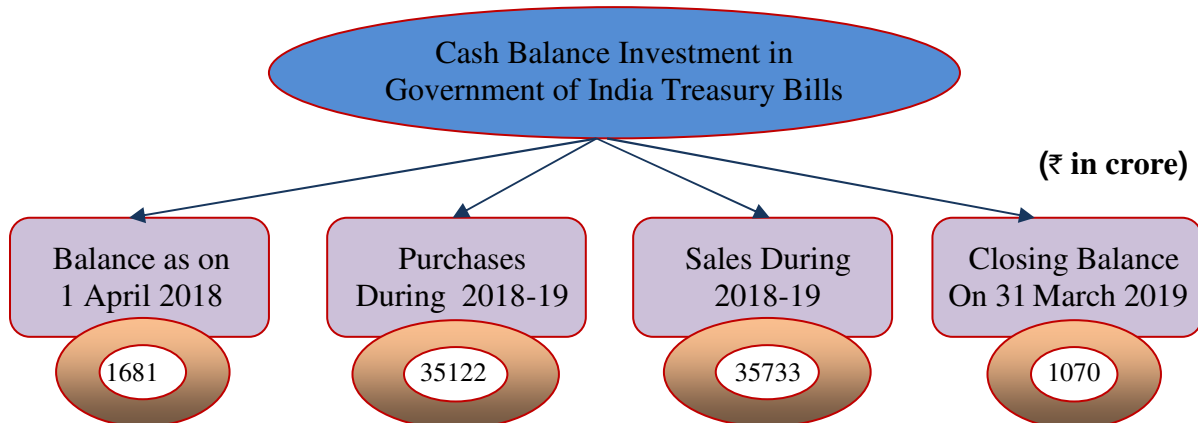 Cash Balance Investment in
Government of India Treasury Bills
(₹ in crore)
Balance as on
1 April 2018
1681
Purchases
During 2018-19
35122
Sales During
2018-19
35733
Closing Balance
On 31 March 2019
1070